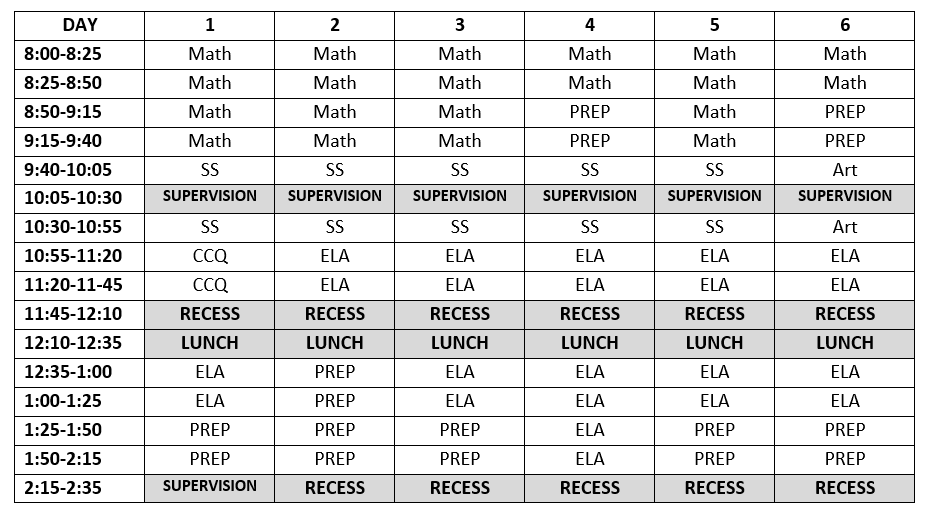 DAY 1 2 3 4 5 6
8:00-8:25 Math Math Math Math Math Math
8:25-8:50 Math Math Math Math Math Math
8:50-9:15 Math Math Math PREP Math PREP
9:15-9:40 Math Math Math PREP Math PREP
9:40-10:05 SS SS SS SS SS Art
10:05-10:30 SUPERVISION SUPERVISION SUPERVISION SUPERVISION SUPERVISION SUPERVISION
10:30-10:55 SS SS SS SS SS Art
10:55-11:20 CCQ ELA ELA ELA ELA ELA
11:20-11-45 CCQ ELA ELA ELA ELA ELA
11:45-12:10 RECESS RECESS RECESS RECESS RECESS RECESS
12:10-12:35 LUNCH LUNCH LUNCH LUNCH LUNCH LUNCH
12:35-1:00 ELA PREP ELA ELA ELA ELA
1:00-1:25 ELA PREP ELA ELA ELA ELA
1:25-1:50 PREP PREP PREP ELA PREP PREP
1:50-2:15 PREP PREP PREP ELA PREP PREP
2:15-2:35 SUPERVISION RECESS RECESS RECESS RECESS RECESS